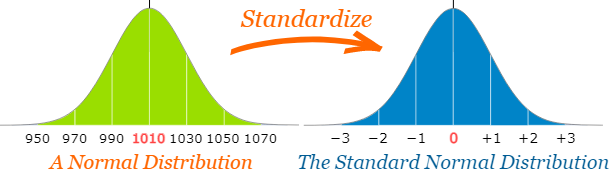 Standardize
950 970 990 1010 1030 1050 1070
−3 −2 −1 0 +1 +2 +3
A Normal Distribution
The Standard Normal Distribution